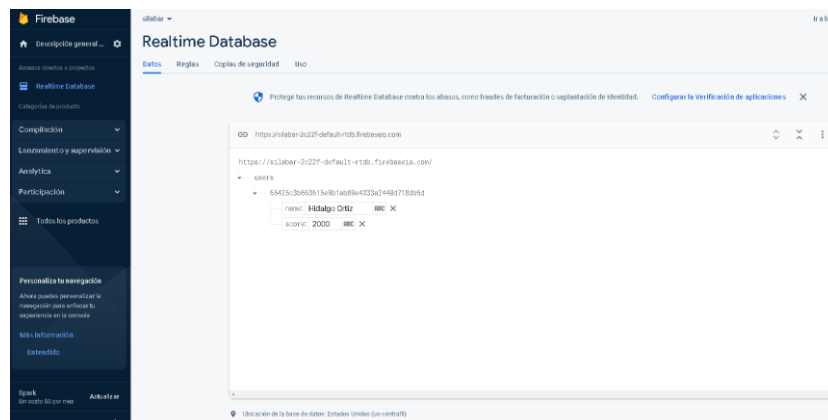 Firebase
silabar
Ir a la
Descripción general ...
Realtime Database
Accesos directos a proyectos
Datos Reglas Copias de seguridad Uso
Realtime Database
Categorías de producto
Protege tus recursos de Realtime Database contra los abusos, como fraudes de facturación o suplantación de identidad. Configurar la Verificación de aplicaciones
Compilación
https://silabar-2c22f-default-rtdb.firebaseio.com
Lanzamiento y supervisión
https://silabar-2c22f-default-rtdb.firebaseio.com/
Analytics
users
Participación
name: Hidalgo Ortiz ABC
score: 2000 ABC
Todos los productos
Personaliza tu navegación
Ahora puedes personalizar la
navegación para enfocar tu
experiencia en la consola
Más información
Entendido
Spark
Sin costo $0 por mes
Actualizar
Ubicación de la base de datos: Estados Unidos (us-central1)